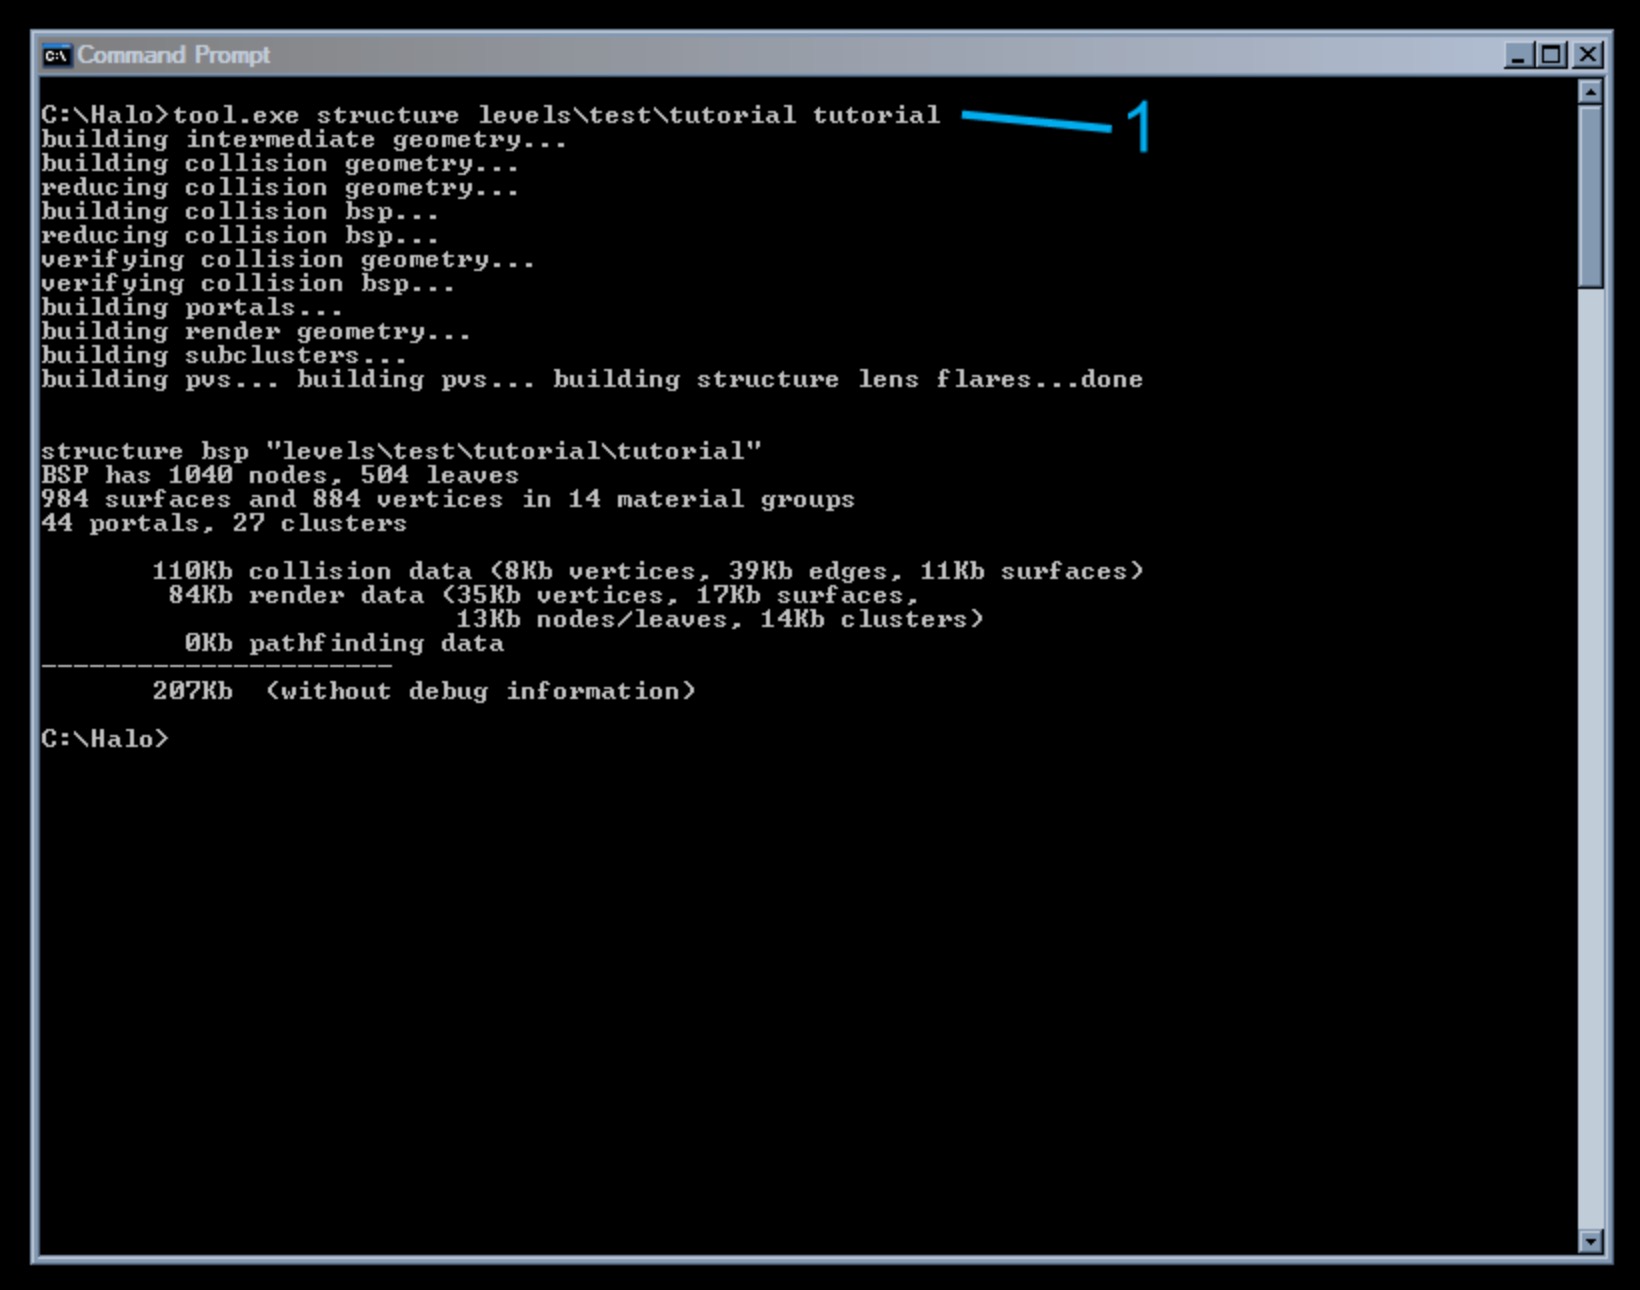 Command Prompt
C:\Halo>tool.exe structure levels\test\tutorial tutorial 1
building intermediate geometry...
building collision geometry...
reducing collision geometry...
building collision bsp...
reducing collision bsp...
verifying collision geometry...
verifying collision bsp...
building portals...
building render geometry...
building subclusters...
building pvs... building pvs... building structure lens flares...done
structure bsp "levels\test\tutorial\tutorial"
BSP has 1040 nodes, 504 leaves
984 surfaces and 884 vertices in 14 material groups
44 portals, 27 clusters
110Kb collision data (8Kb vertices, 39Kb edges, 11Kb surfaces)
84Kb render data (35Kb vertices, 17Kb surfaces,
13Kb nodes/leaves, 14Kb clusters)
0Kb pathfinding data
----------------------
207Kb (without debug information)
C:\Halo>